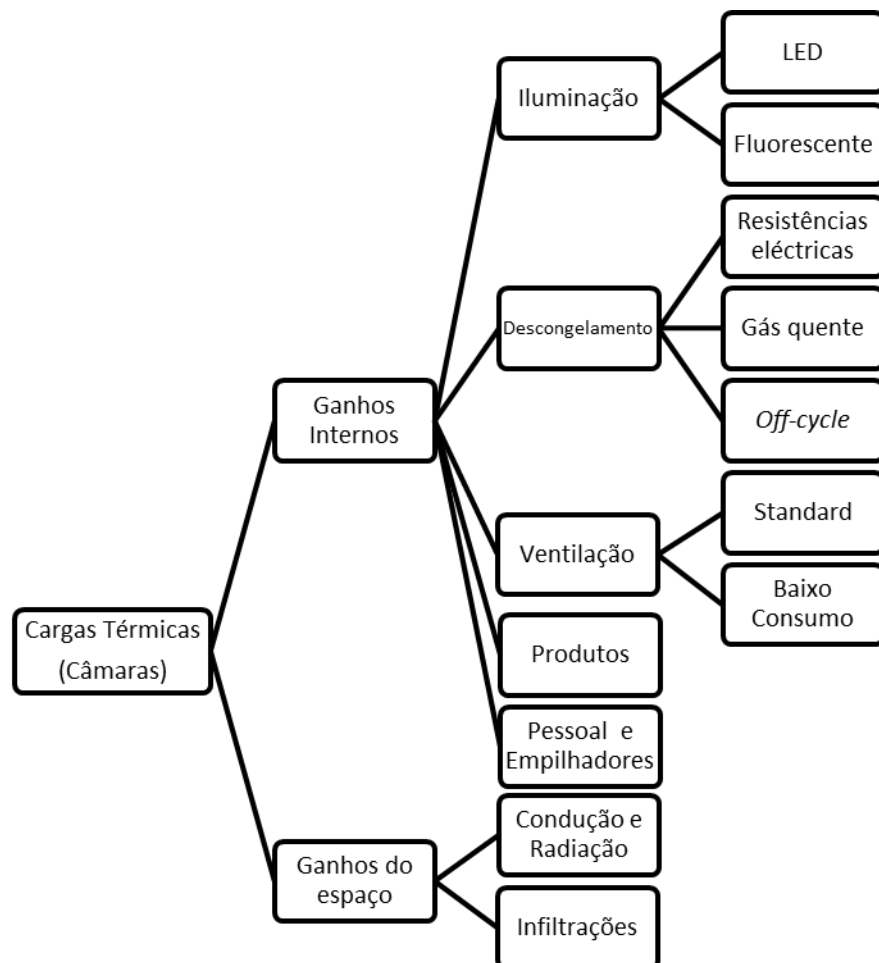 Cargas Térmicas
(Câmaras)
Ganhos
Internos
Iluminação
LED
Fluorescente
Descongelamento
Resistências
eléctricas
Gás quente
Off-cycle
Ventilação
Standard
Baixo
Consumo
Produtos
Pessoal e
Empilhadores
Ganhos do
espaço
Condução e
Radiação
Infiltrações